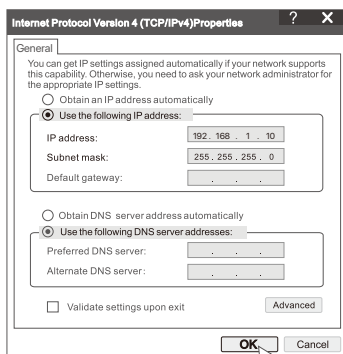 Internet Protocol Version 4 (TCP/IPv4)Properties ? X
General
You can get IP settings assigned automatically if your network supports
this capability. Otherwise, you need to ask your network administrator for
the appropriate IP settings.
Obtain an IP address automatically
Use the following IP address:
IP address: 192. 168 . 1 . 10
Subnet mask: 255 . 255 . 255 . 0
Default gateway: . . .
Obtain DNS server address automatically
Use the following DNS server addresses:
Preferred DNS server: . . .
Alternate DNS server: . . .
Validate settings upon exit Advanced
OK Cancel